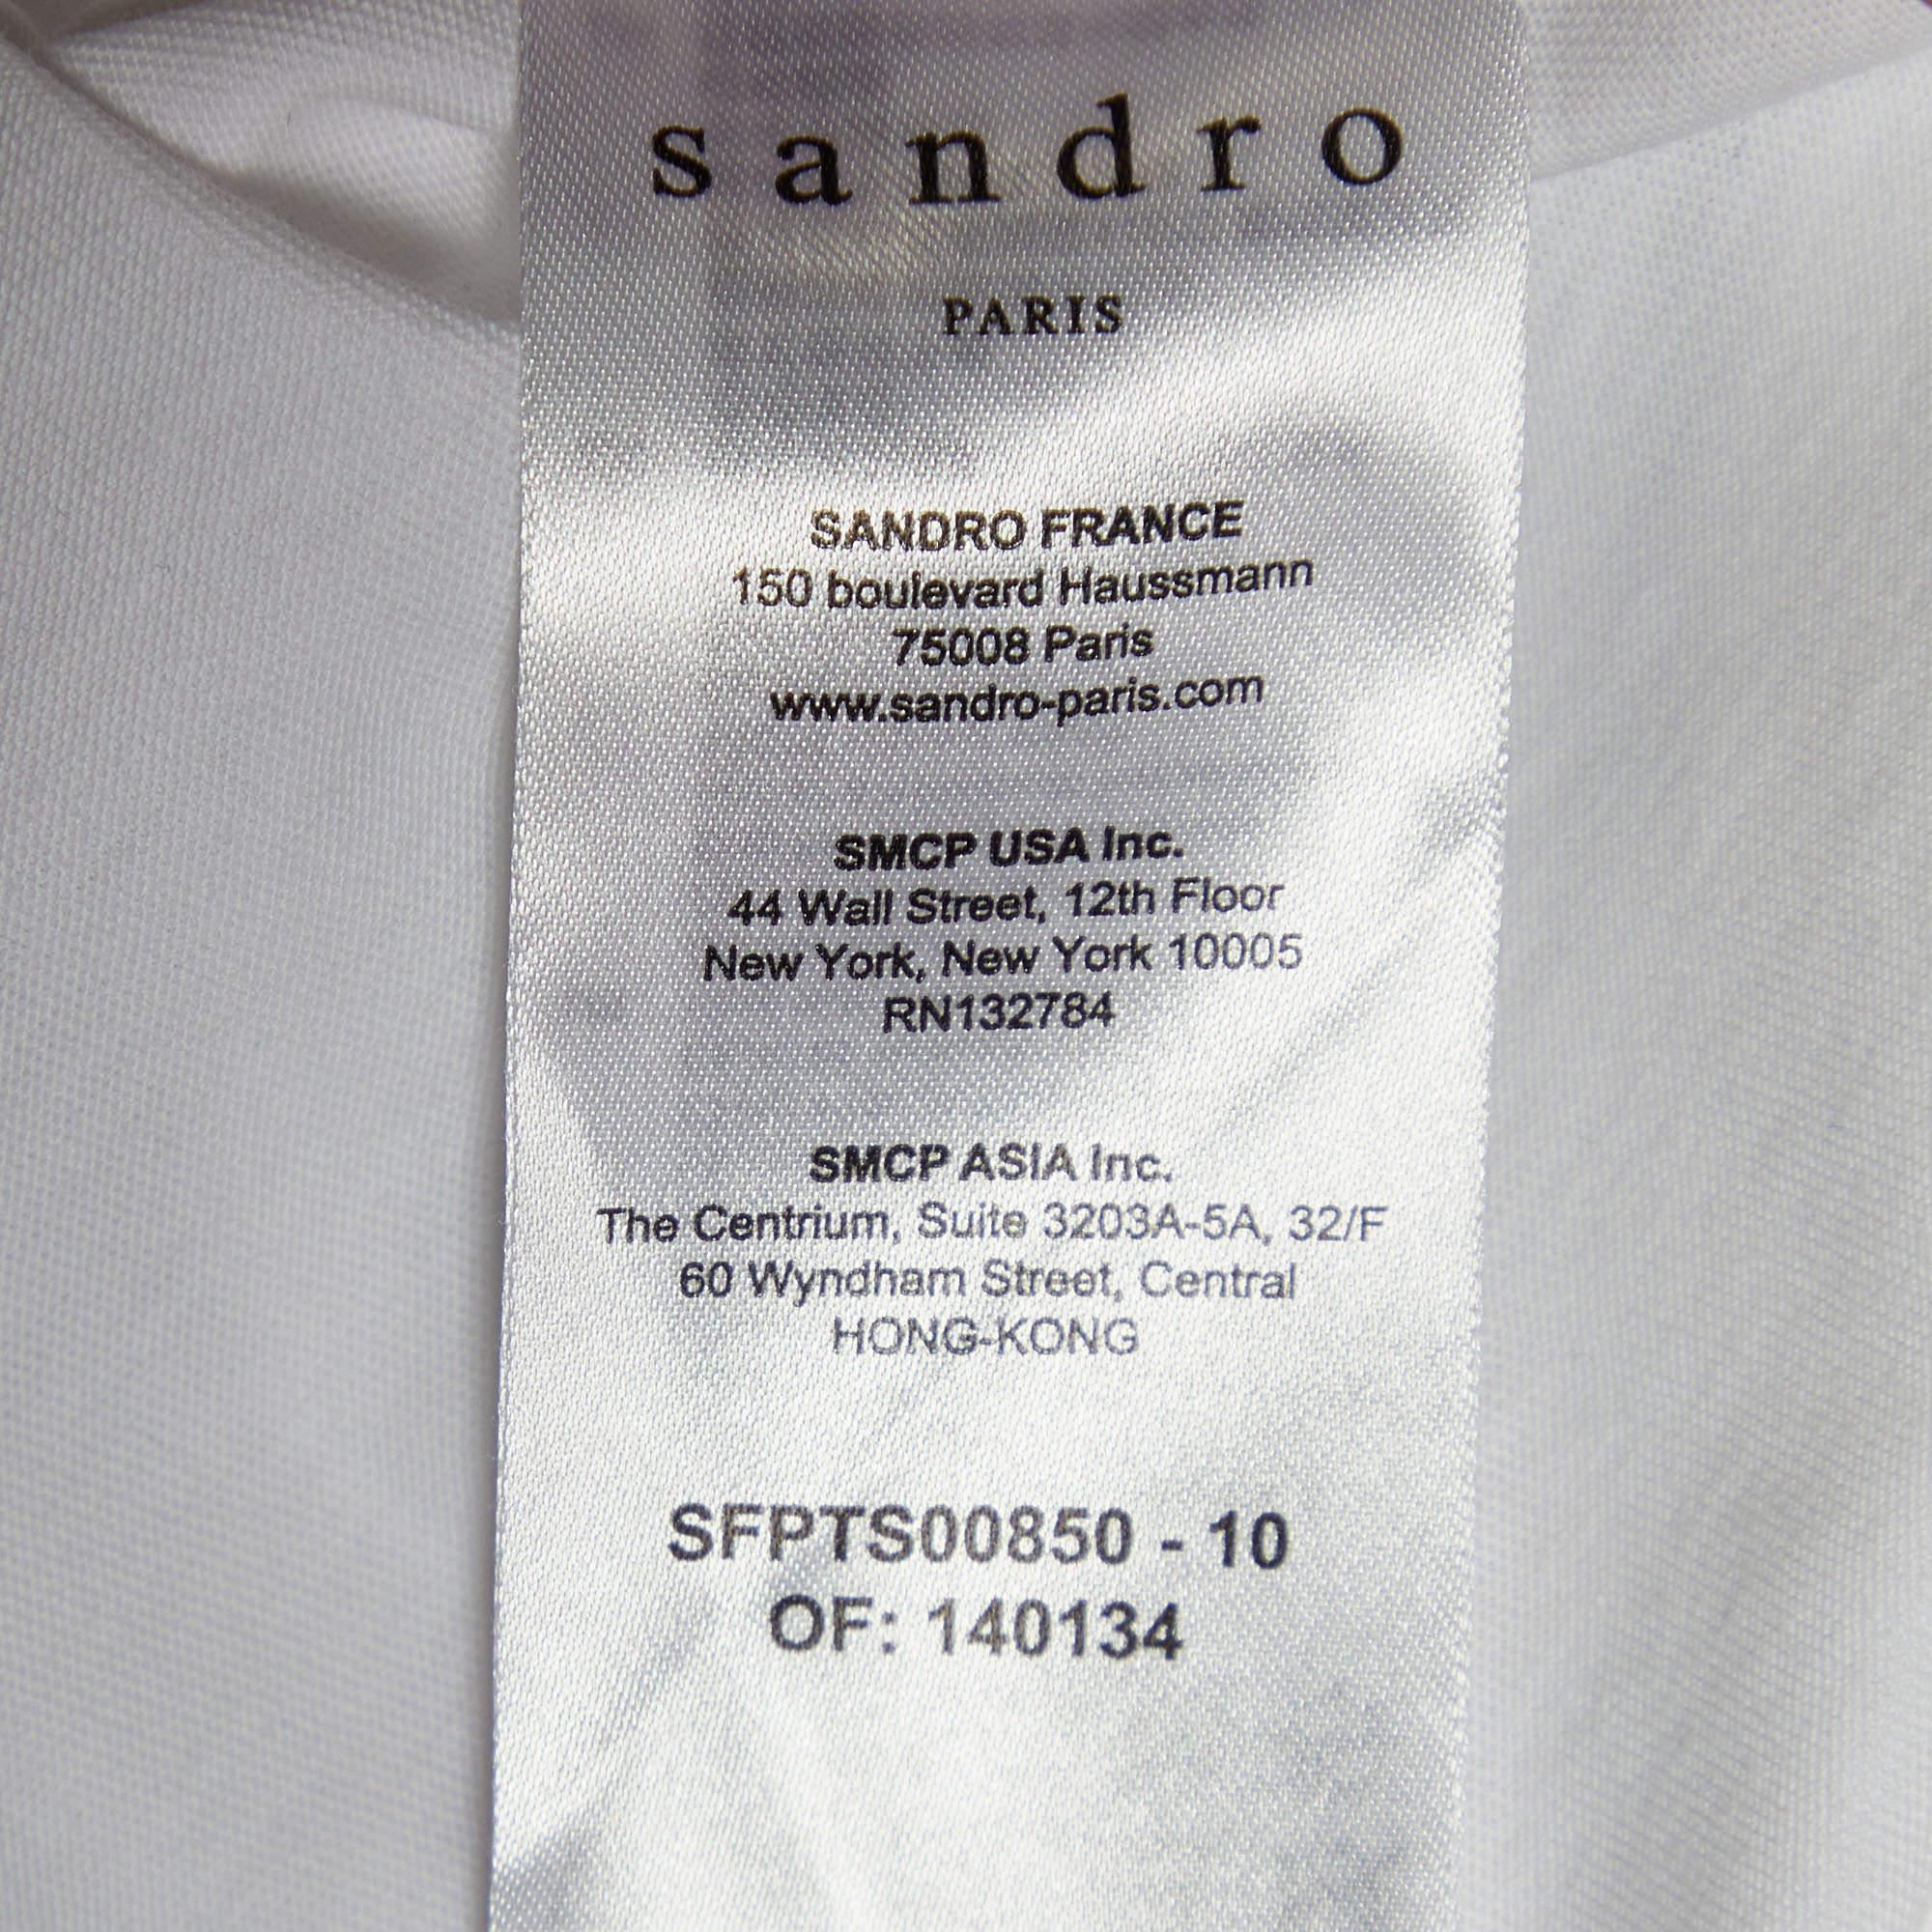 sandro
PARIS
SANDRO FRANCE
150 boulevard Haussmann
75008 Paris
www.sandro-paris.com
SMCP USA Inc.
44 Wall Street, 12th Floor
New York, New York 10005
RN132784
SMCP ASIA Inc.
The Centrium, Suite 3203A-5A, 32/F
60 Wyndham Street, Central
HONG-KONG
SFPTS00850 - 10
OF: 140134